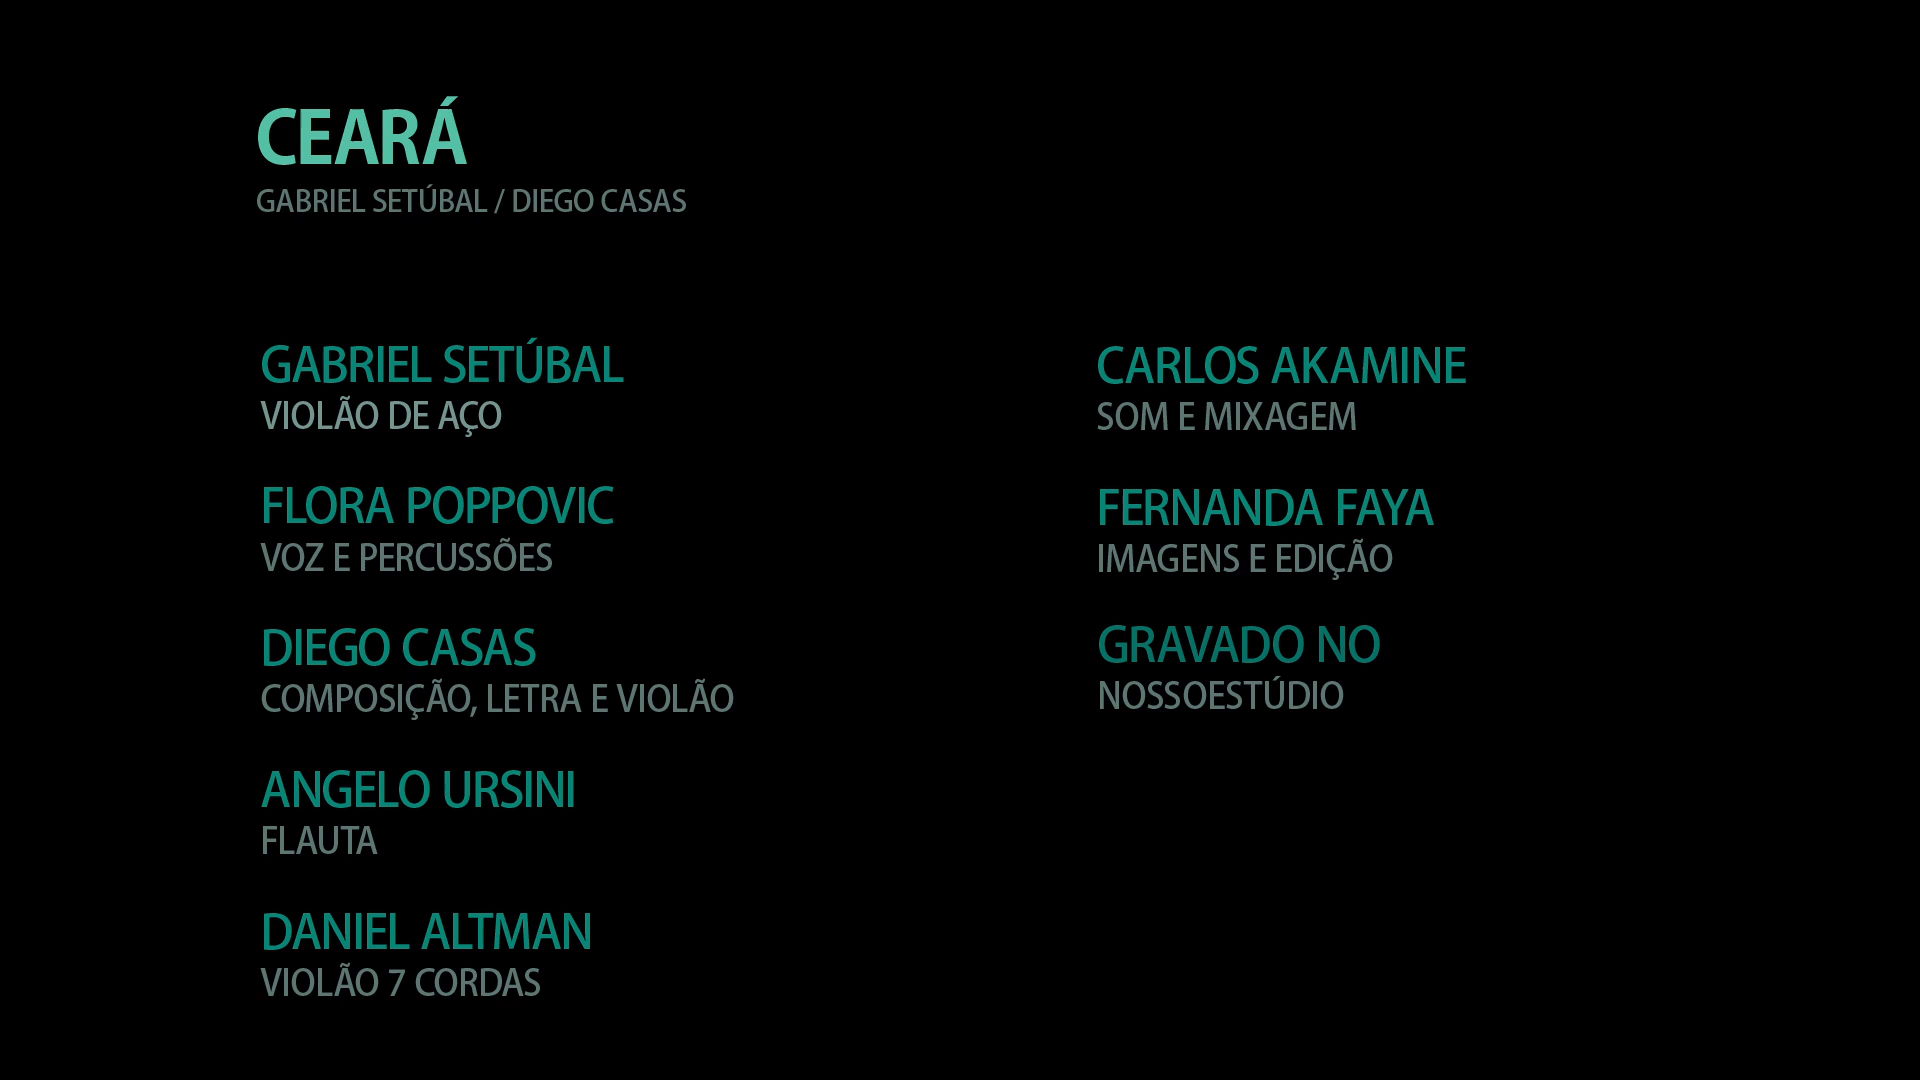 CEARÁ
GABRIEL SETÚBAL / DIEGO CASAS
GABRIEL SETÚBAL
VIOLÃO DE AÇO
FLORA POPPOVIC
VOZ E PERCUSSÕES
DIEGO CASAS
COMPOSIÇÃO, LETRA E VIOLÃO
ANGELO URSINI
FLAUTA
DANIEL ALTMAN
VIOLÃO 7 CORDAS
CARLOS AKAMINE
SOM E MIXAGEM
FERNANDA FAYA
IMAGENS E EDIÇÃO
GRAVADO NO
NOSSOESTÚDIO